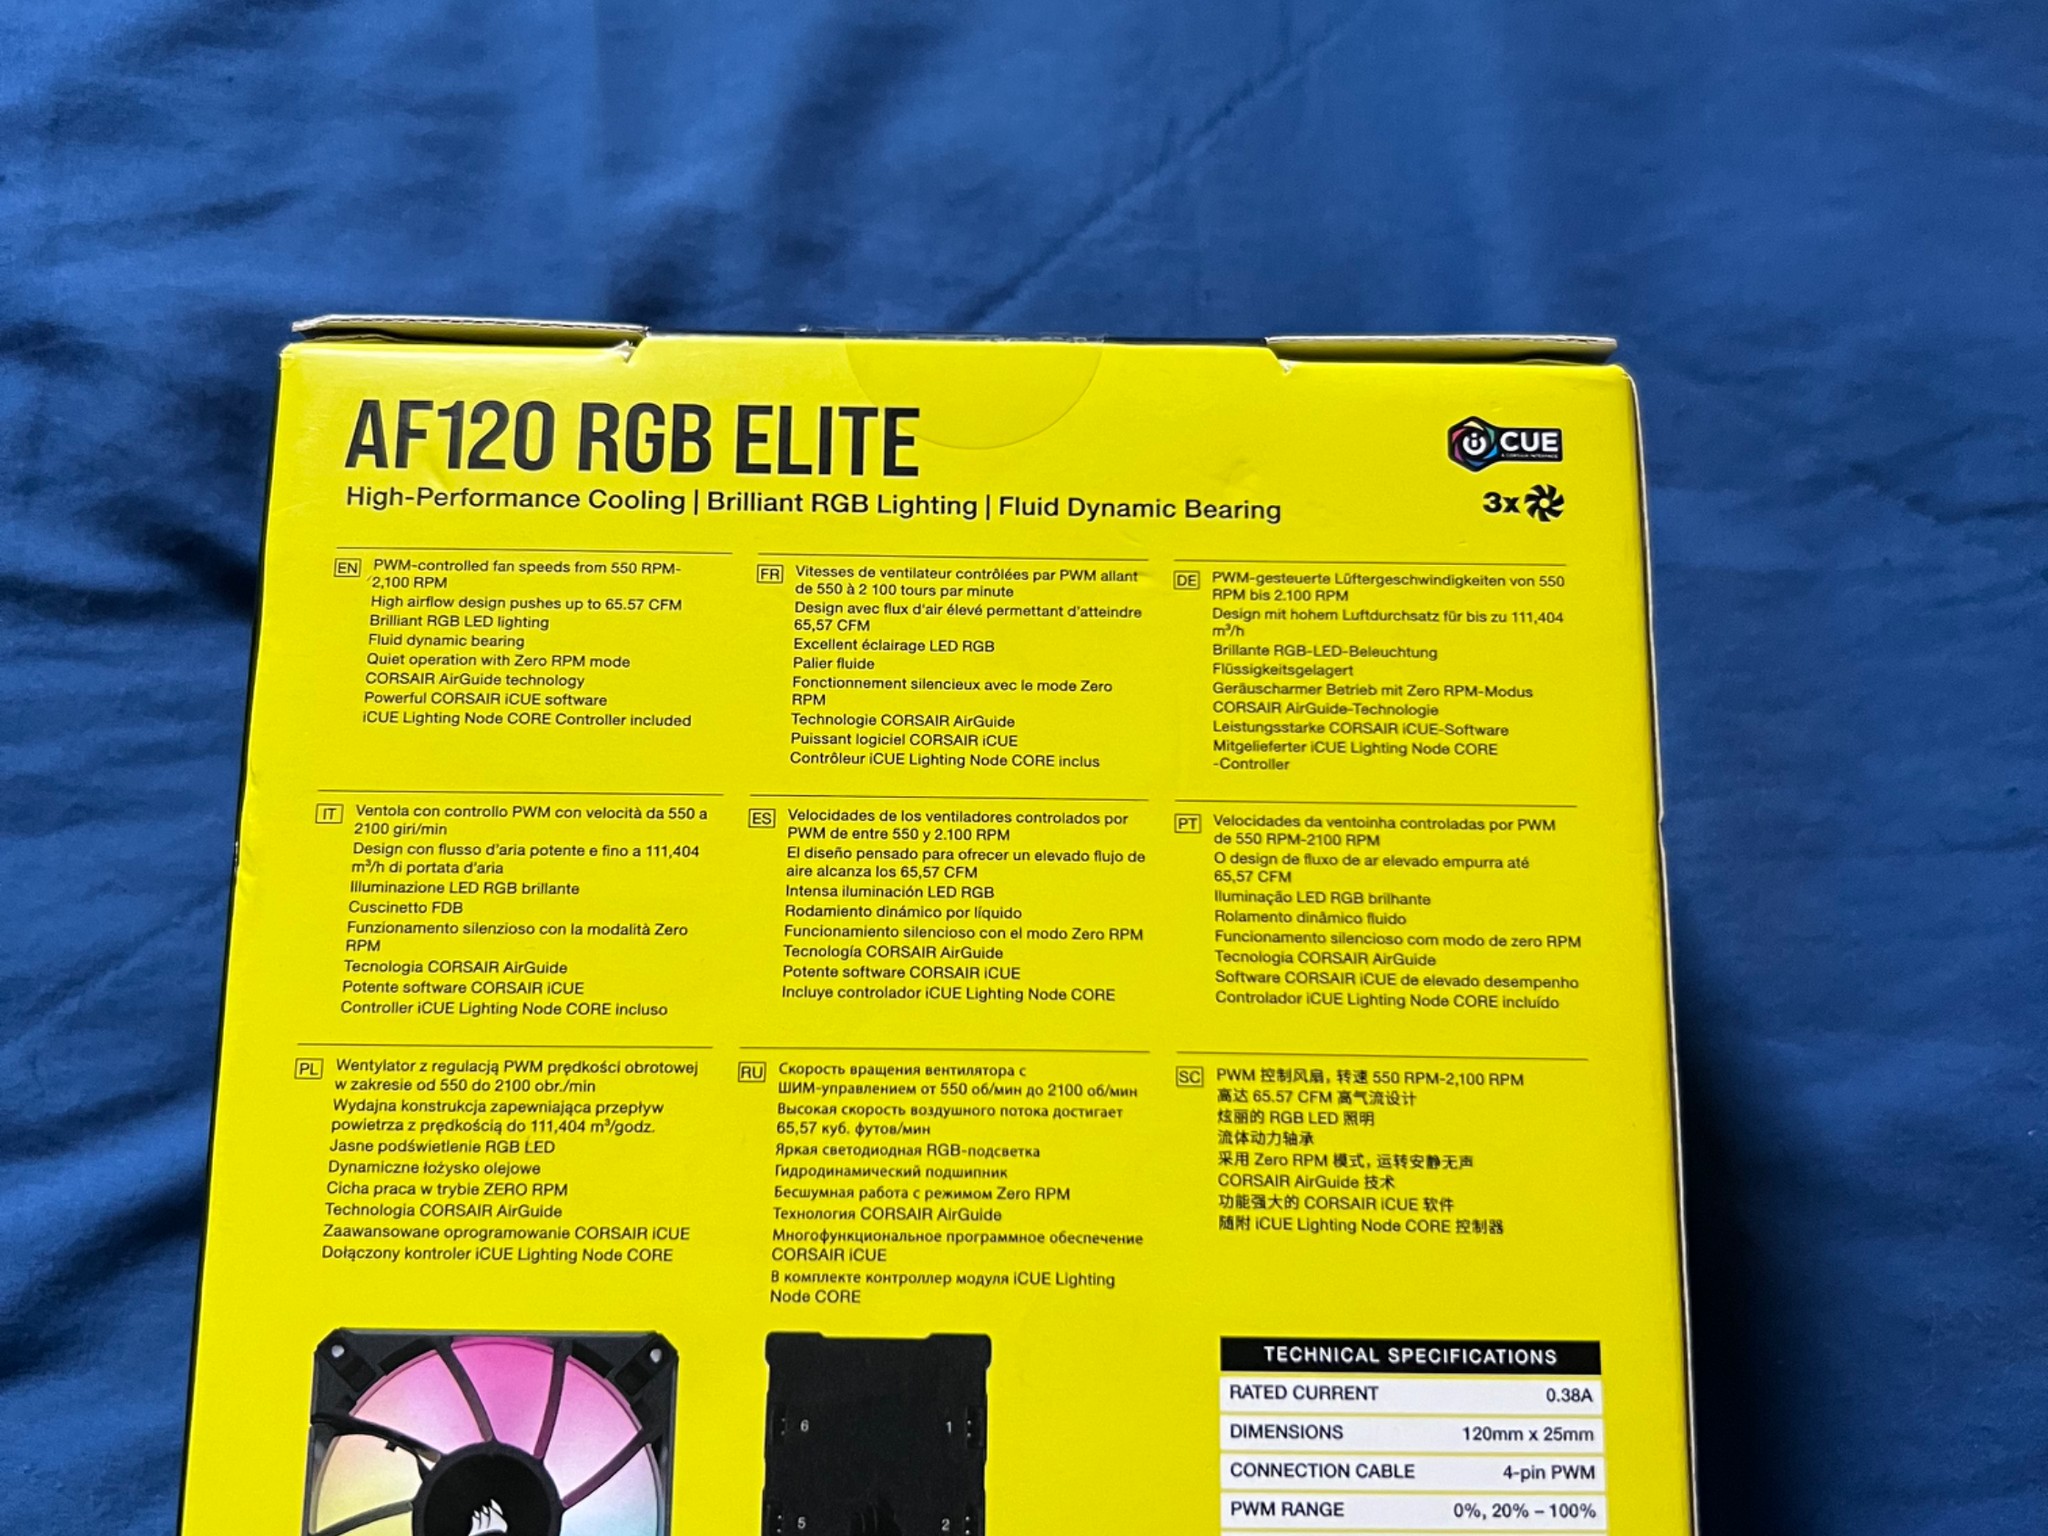 AF120 RGB ELITE
High-Performance Cooling | Brilliant RGB Lighting | Fluid Dynamic Bearing
iCUE
3x
EN
PWM-controlled fan speeds from 550 RPM-
2,100 RPM
High airflow design pushes up to 65.57 CFM
Brilliant RGB LED lighting
Fluid dynamic bearing
Quiet operation with Zero RPM mode
CORSAIR AirGuide technology
Powerful CORSAIR iCUE software
iCUE Lighting Node CORE Controller included
FR
Vitesses de ventilateur contrôlées par PWM allant
de 550 à 2 100 tours par minute
Design avec flux d'air élevé permettant d'atteindre
65,57 CFM
Excellent éclairage LED RGB
Palier fluide
Fonctionnement silencieux avec le mode Zero
RPM
Technologie CORSAIR AirGuide
Puissant logiciel CORSAIR iCUE
Contrôleur iCUE Lighting Node CORE inclus
DE
PWM-gesteuerte Lüftergeschwindigkeiten von 550
RPM bis 2.100 RPM
Design mit hohem Luftdurchsatz für bis zu 111,404
m³/h
Brillante RGB-LED-Beleuchtung
Flüssigkeitsgelagert
Geräuscharmer Betrieb mit Zero RPM-Modus
CORSAIR AirGuide-Technologie
Leistungsstarke CORSAIR iCUE-Software
Mitgelieferter iCUE Lighting Node CORE
-Controller
IT
Ventola con controllo PWM con velocità da 550 a
2100 giri/min
Design con flusso d'aria potente e fino a 111,404
m³/h di portata d'aria
Illuminazione LED RGB brillante
Cuscinetto FDB
Funzionamento silenzioso con la modalità Zero
RPM
Tecnologia CORSAIR AirGuide
Potente software CORSAIR iCUE
Controller iCUE Lighting Node CORE incluso
ES
Velocidades de los ventiladores controlados por
PWM de entre 550 y 2.100 RPM
El diseño pensado para ofrecer un elevado flujo de
aire alcanza los 65,57 CFM
Intensa iluminación LED RGB
Rodamiento dinámico por líquido
Funcionamiento silencioso con el modo Zero RPM
Tecnología CORSAIR AirGuide
Potente software CORSAIR iCUE
Incluye controlador iCUE Lighting Node CORE
PT
Velocidades da ventoinha controladas por PWM
de 550 RPM-2100 RPM
O design de fluxo de ar elevado empurra até
65,57 CFM
Iluminação LED RGB brilhante
Rolamento dinâmico fluido
Funcionamento silencioso com modo de zero RPM
Tecnologia CORSAIR AirGuide
Software CORSAIR iCUE de elevado desempenho
Controlador iCUE Lighting Node CORE incluído
PL
Wentylator z regulacją PWM prędkości obrotowej
w zakresie od 550 do 2100 obr./min
Wydajna konstrukcja zapewniająca przepływ
powietrza z prędkością do 111,404 m³/godz.
Jasne podświetlenie RGB LED
Dynamiczne łożysko olejowe
Cicha praca w trybie ZERO RPM
Technologia CORSAIR AirGuide
Zaawansowane oprogramowanie CORSAIR iCUE
Dołączony kontroler iCUE Lighting Node CORE
RU
Скорость вращения вентилятора с
ШИМ-управлением от 550 об/мин до 2100 об/мин
Высокая скорость воздушного потока достигает
65,57 куб. футов/мин
Яркая светодиодная RGB-подсветка
Гидродинамический подшипник
Бесшумная работа с режимом Zero RPM
Технология CORSAIR AirGuide
Многофункциональное программное обеспечение
CORSAIR iCUE
В комплекте контроллер модуля iCUE Lighting
Node CORE
SC
PWM 控制风扇, 转速 550 RPM-2,100 RPM
高达 65.57 CFM 高气流设计
炫丽的 RGB LED 照明
流体动力轴承
采用 Zero RPM 模式, 运转安静无声
CORSAIR AirGuide 技术
功能强大的 CORSAIR iCUE 软件
随附 iCUE Lighting Node CORE 控制器
6 1
5 2
TECHNICAL SPECIFICATIONS
RATED CURRENT 0.38A
DIMENSIONS 120mm x 25mm
CONNECTION CABLE 4-pin PWM
PWM RANGE 0%, 20% – 100%